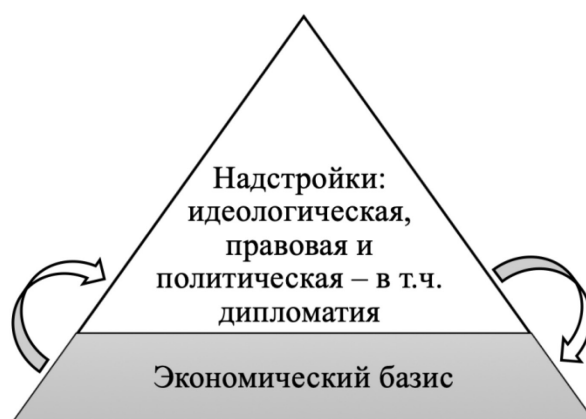 Надстройки:
идеологическая,
правовая и
политическая – в т.ч.
дипломатия
Экономический базис